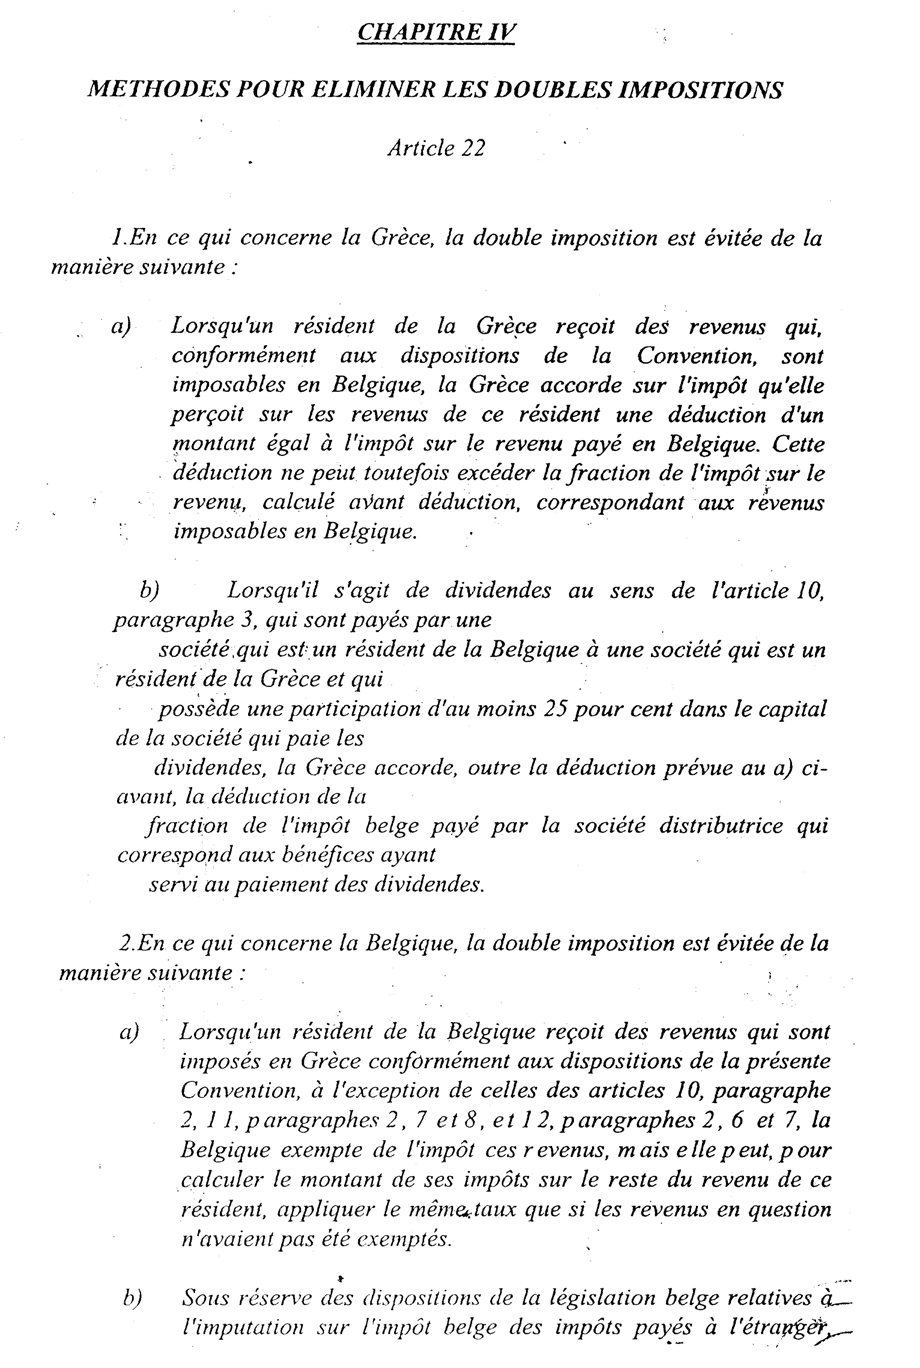 CHAPITRE IV
METHODES POUR ELIMINER LES DOUBLES IMPOSITIONS
Article 22
1.En ce qui concerne la Grèce, la double imposition est évitée de la
manière suivante :
a) Lorsqu'un résident de la Grèce reçoit des revenus qui,
conformément aux dispositions de la Convention, sont
imposables en Belgique, la Grèce accorde sur l'impôt qu'elle
perçoit sur les revenus de ce résident une déduction d'un
montant égal à l'impôt sur le revenu payé en Belgique. Cette
déduction ne peut toutefois excéder la fraction de l'impôt sur le
revenu, calculé avant déduction, correspondant aux revenus
imposables en Belgique.
b) Lorsqu'il s'agit de dividendes au sens de l'article 10,
paragraphe 3, qui sont payés par une
société qui est un résident de la Belgique à une société qui est un
résident de la Grèce et qui
possède une participation d'au moins 25 pour cent dans le capital
de la société qui paie les
dividendes, la Grèce accorde, outre la déduction prévue au a) ci-
avant, la déduction de la
fraction de l'impôt belge payé par la société distributrice qui
correspond aux bénéfices ayant
servi au paiement des dividendes.
2.En ce qui concerne la Belgique, la double imposition est évitée de la
manière suivante :
a) Lorsqu'un résident de la Belgique reçoit des revenus qui sont
imposés en Grèce conformément aux dispositions de la présente
Convention, à l'exception de celles des articles 10, paragraphe
2, 11, paragraphes 2, 7 et 8, et 12, paragraphes 2, 6 et 7, la
Belgique exempte de l'impôt ces revenus, mais elle peut, pour
calculer le montant de ses impôts sur le reste du revenu de ce
résident, appliquer le même taux que si les revenus en question
n'avaient pas été exemptés.
b) Sous réserve des dispositions de la législation belge relatives à
l'imputation sur l'impôt belge des impôts payés à l'étranger,